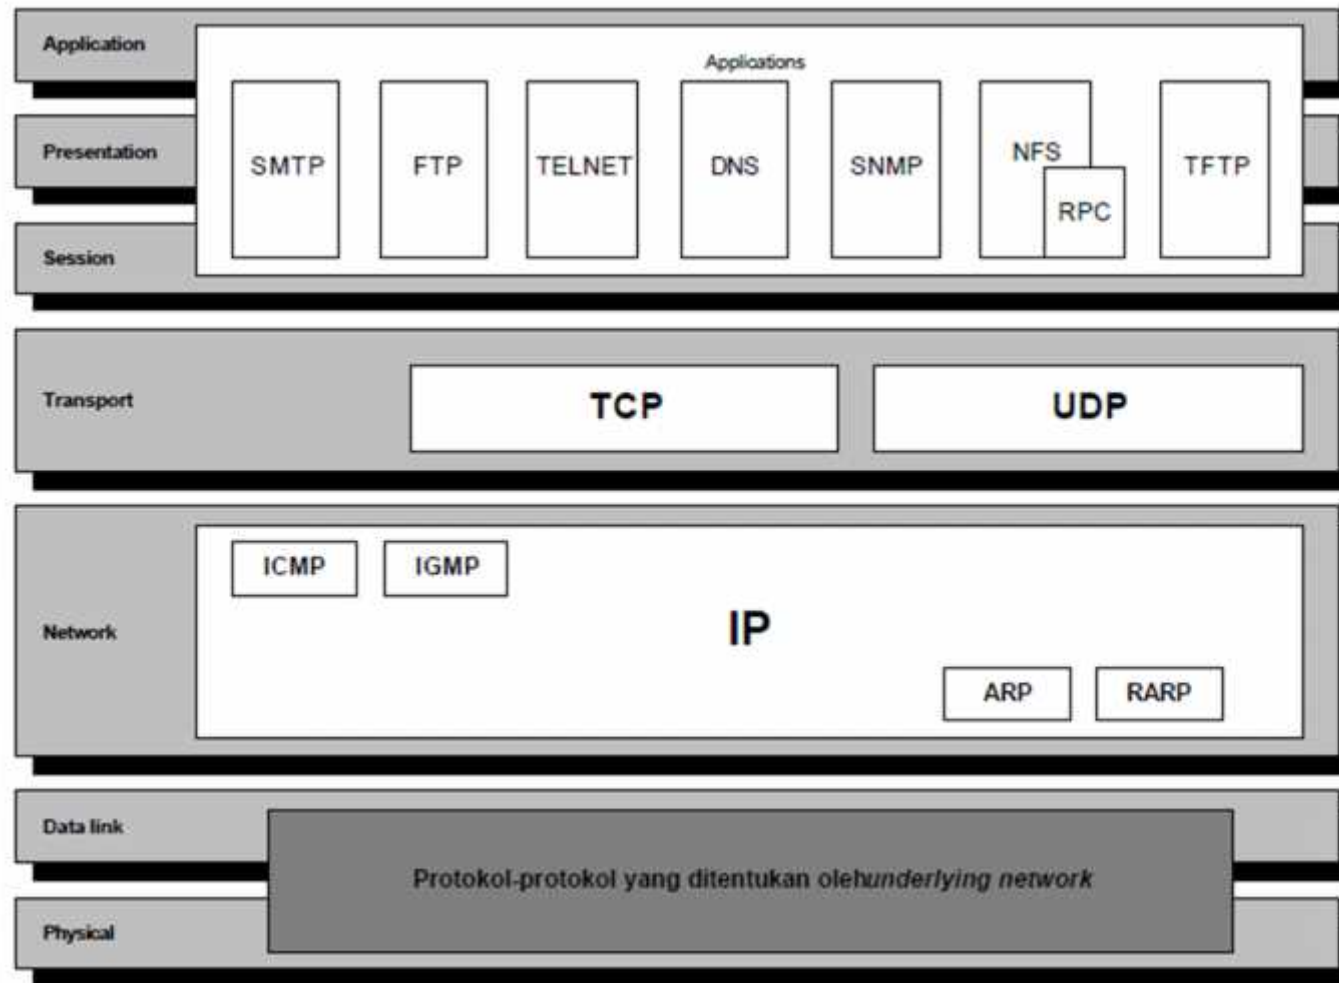 Application
Applications
Presentation
SMTP
FTP
TELNET
DNS
SNMP
NFS
RPC
TFTP
Session
Transport
TCP
UDP
Network
ICMP
IGMP
IP
ARP
RARP
Data link
Protokol-protokol yang ditentukan olehunderlying network
Physical